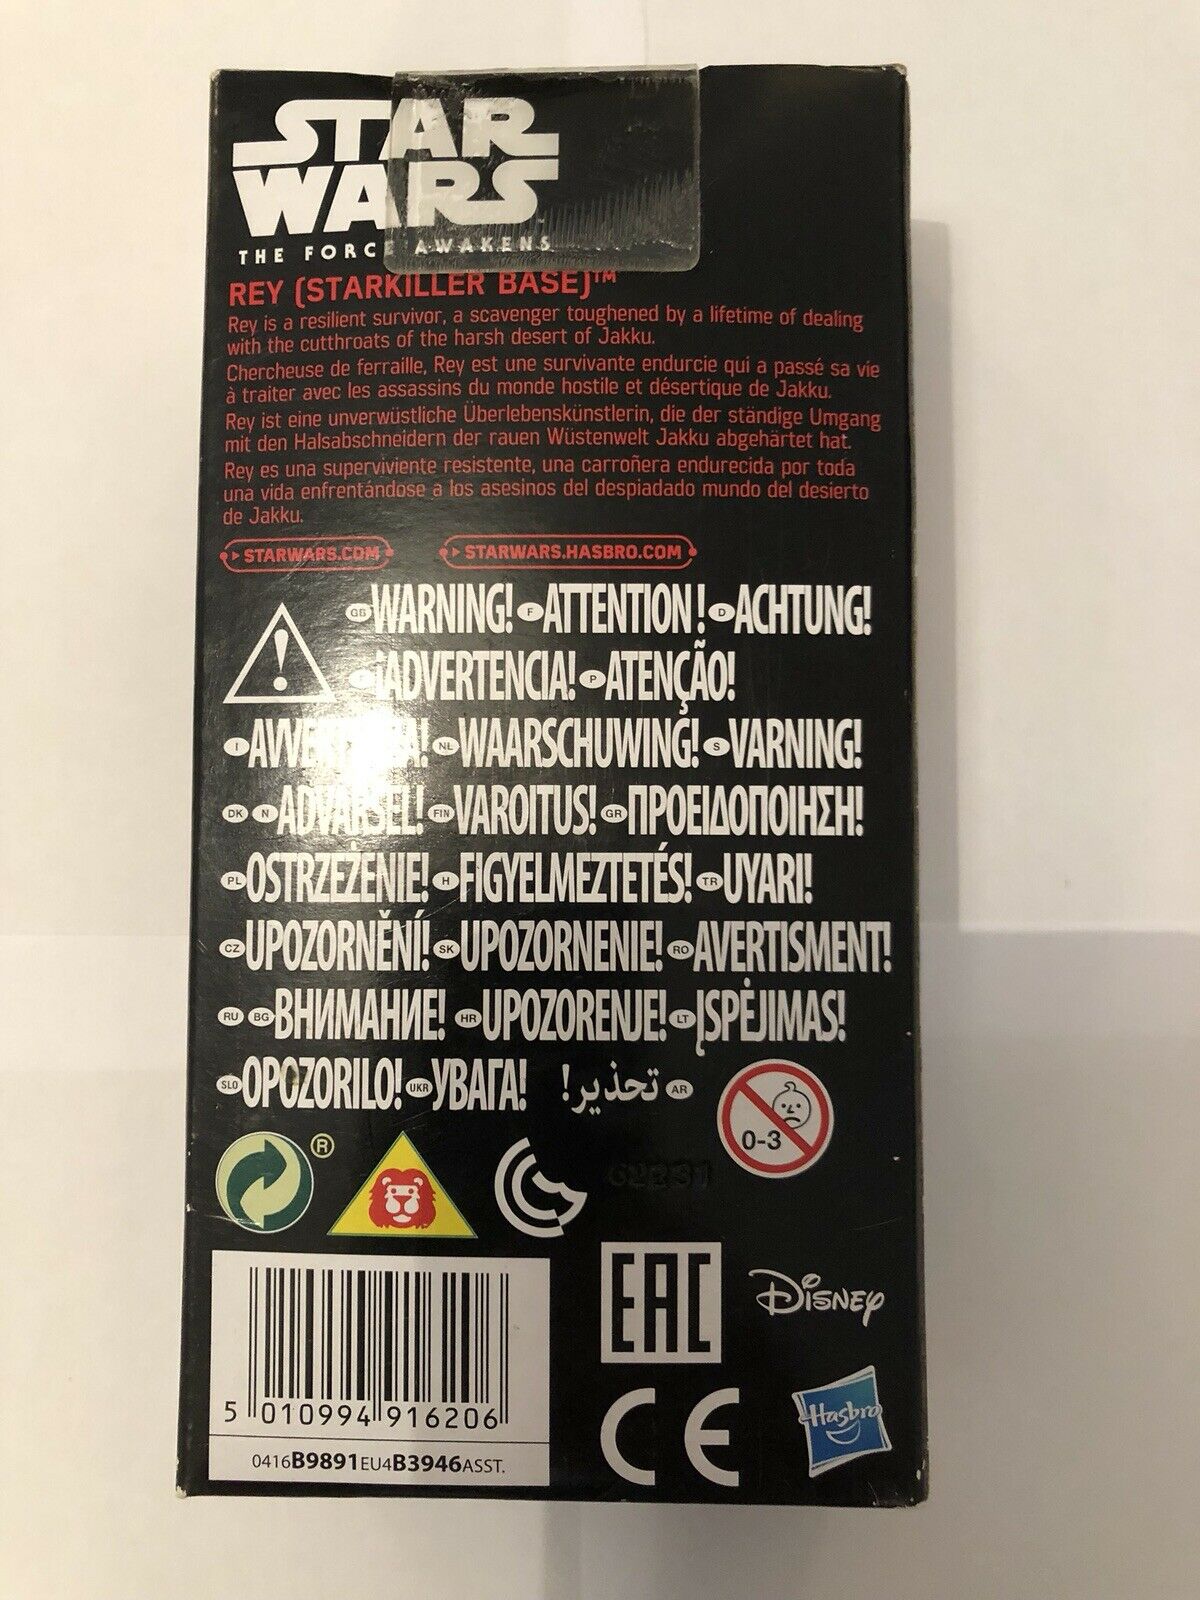 STAR
WARS
THE FORCE AWAKENS
REY (STARKILLER BASE)™
Rey is a resilient survivor, a scavenger toughened by a lifetime of dealing
with the cutthroats of the harsh desert of Jakku.
Chercheuse de ferraille, Rey est une survivante endurcie qui a passé sa vie
à traiter avec les assassins du monde hostile et désertique de Jakku.
Rey ist eine unverwüstliche Überlebenskünstlerin, die der ständige Umgang
mit den Halsabschneidern der rauen Wüstenwelt Jakku abgehärtet hat.
Rey es una superviviente resistente, una carroñera endurecida por toda
una vida enfrentándose a los asesinos del despiadado mundo del desierto
de Jakku.
STARWARS.COM STARWARS.HASBRO.COM
GB WARNING! F ATTENTION ! D ACHTUNG!
¡ADVERTENCIA! P ATENÇÃO!
I NL WAARSCHUWING! S VARNING!
DK N ADVARSEL! FIN VAROITUS! GR ΠΡΟΕΙΔΟΠΟΙΗΣΗ!
PL OSTRZEŻENIE! H FIGYELMEZTETÉS! TR UYARI!
CZ UPOZORNĚNÍ! SK UPOZORNENIE! RO AVERTISMENT!
RU BG ВНИМАНИЕ! HR UPOZORENJE! LT ĮSPĖJIMAS!
SLO OPOZORILO! UKR УВАГА! تحذير! AR
0-3
®
EAC
Disney
5 010994 916206
0416B9891EU4B3946ASST.
CE
Hasbro